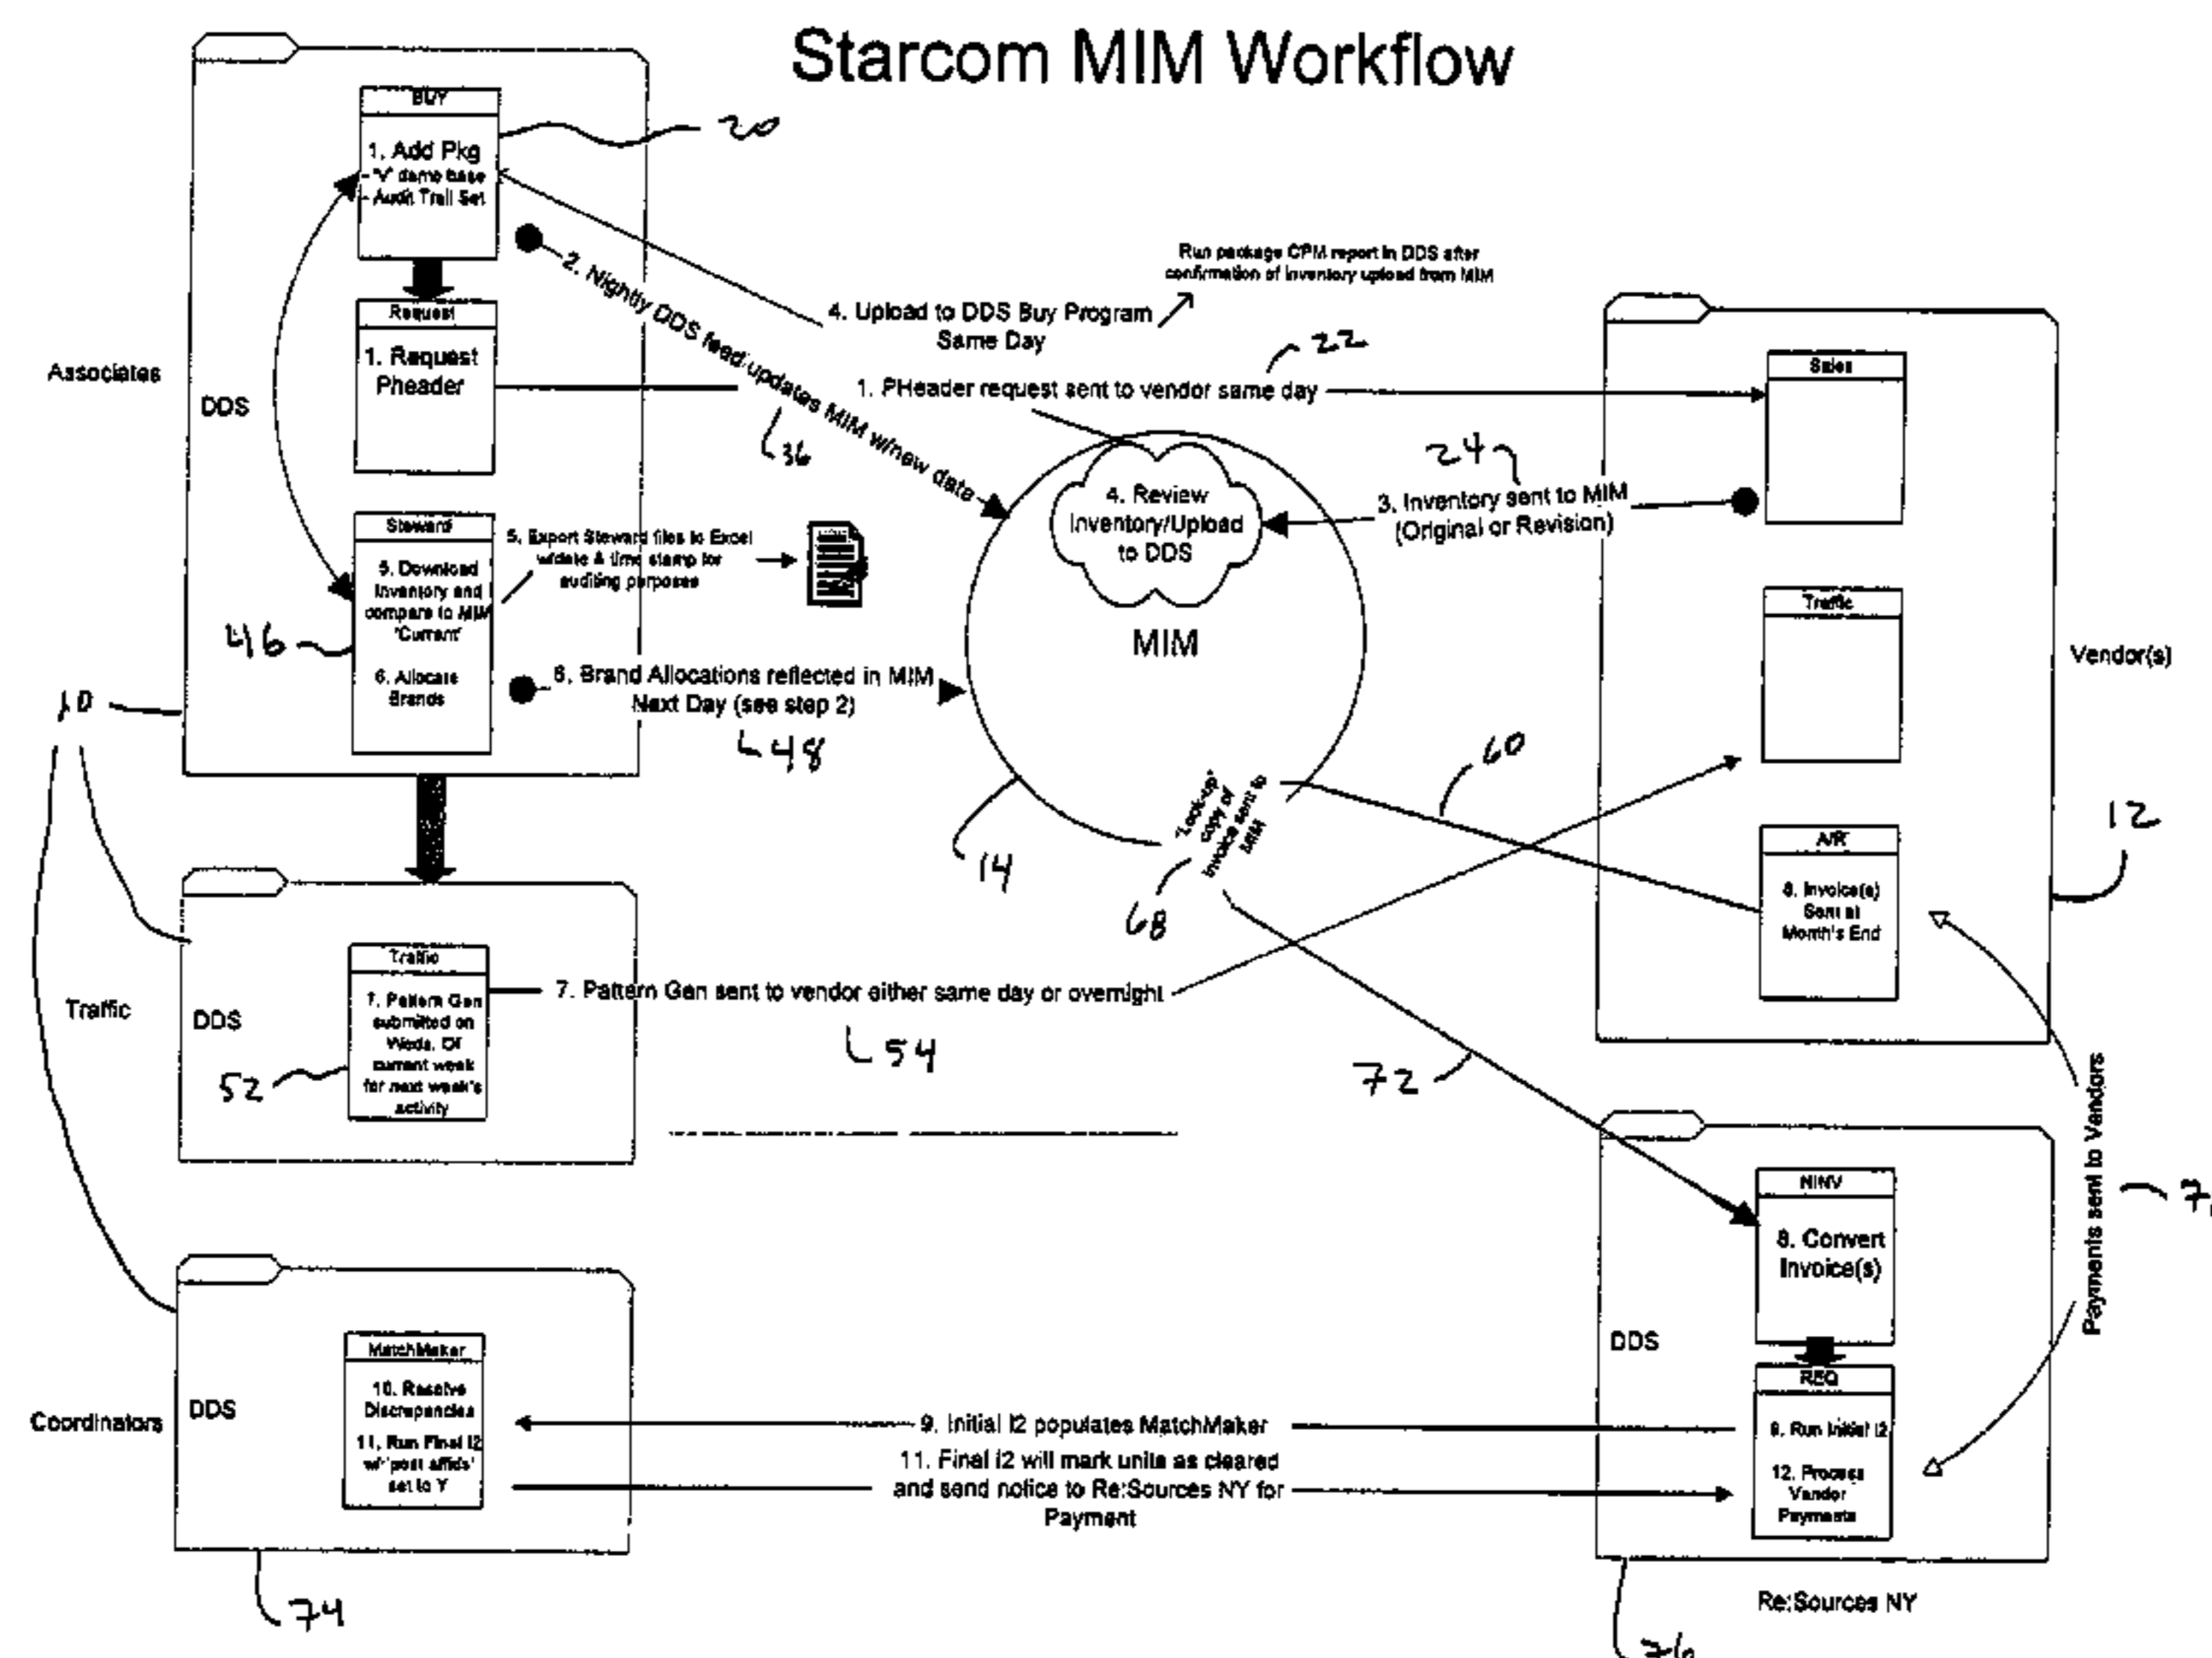 Starcom MIM Workflow
BUY
1. Add Pkg
- "V" demo base
- Audit Trail Set
20
2. Nightly DDS feed updates MIM w/new data
36
Run package CPM report in DDS after
confirmation of inventory upload from MIM
4. Upload to DDS Buy Program
Same Day
Request
1. Request
Pheader
1. PHeader request sent to vendor same day
22
Associates
DDS
Sales
24
3. Inventory sent to MIM
(Original or Revision)
4. Review
Inventory/Upload
to DDS
MIM
14
Steward
5. Download
Inventory and
compare to MIM
'Current'
6. Allocate
Brands
46
5. Export Steward files to Excel
w/date & time stamp for
auditing purposes
6. Brand Allocations reflected in MIM
Next Day (see step 2)
48
10
Traffic
Vendor(s)
"Look-up"
copy of
invoice sent to
MIM
68
60
12
A/R
8. Invoice(s)
Sent at
Month's End
Traffic
DDS
Traffic
7. Pattern Gen
submitted on
Weds. Of
current week
for next week's
activity
52
7. Pattern Gen sent to vendor either same day or overnight
54
72
Payments sent to Vendors
NINV
8. Convert
Invoice(s)
DDS
REQ
9. Run Initial I2
12. Process
Vendor
Payments
Coordinators
DDS
MatchMaker
10. Resolve
Discrepancies
11. Run Final I2
w/'post affids'
set to Y
9. Initial I2 populates MatchMaker
11. Final I2 will mark units as cleared
and send notice to Re:Sources NY for
Payment
74
Re:Sources NY
76